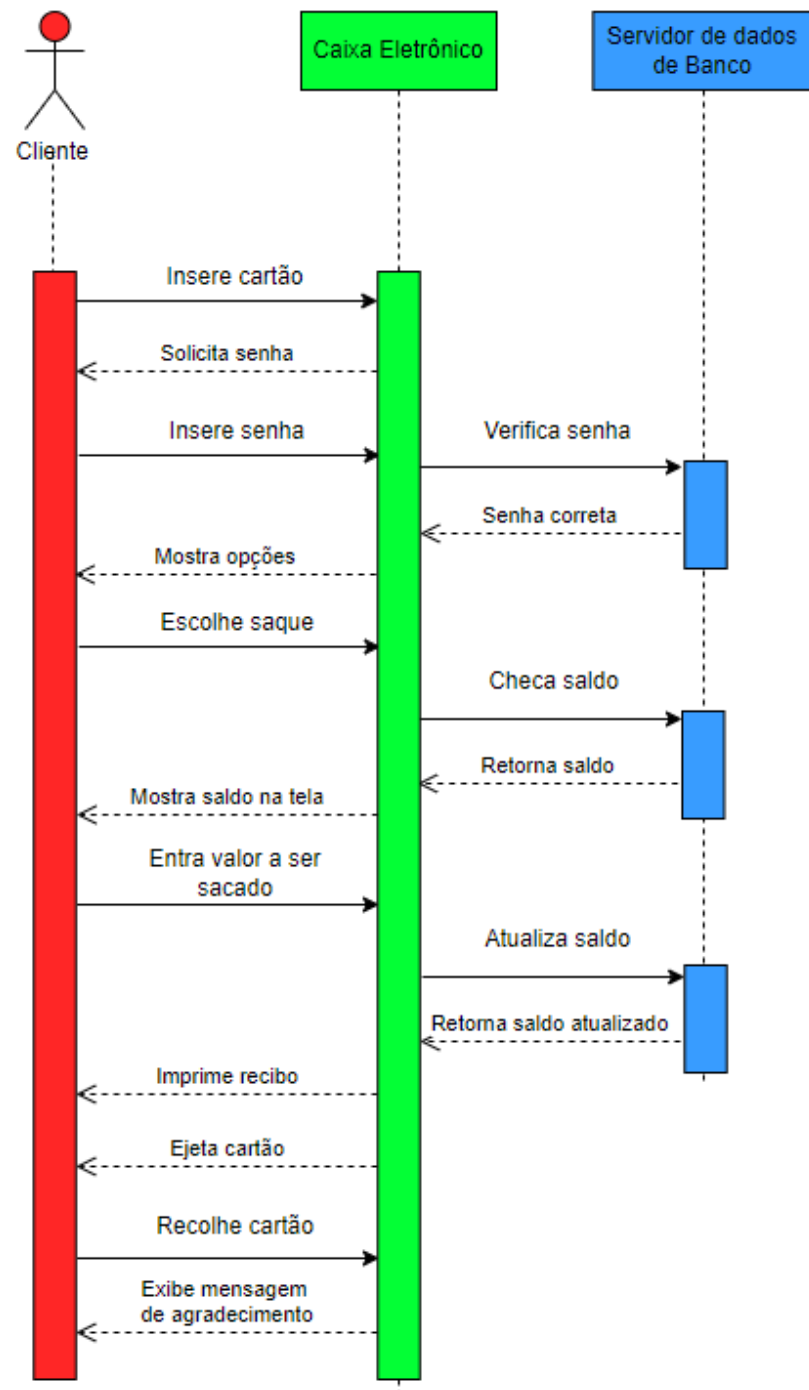 Cliente
Caixa Eletrônico
Servidor de dados
de Banco
Insere cartão
Solicita senha
Insere senha
Verifica senha
Senha correta
Mostra opções
Escolhe saque
Checa saldo
Retorna saldo
Mostra saldo na tela
Entra valor a ser
sacado
Atualiza saldo
Retorna saldo atualizado
Imprime recibo
Ejeta cartão
Recolhe cartão
Exibe mensagem
de agradecimento